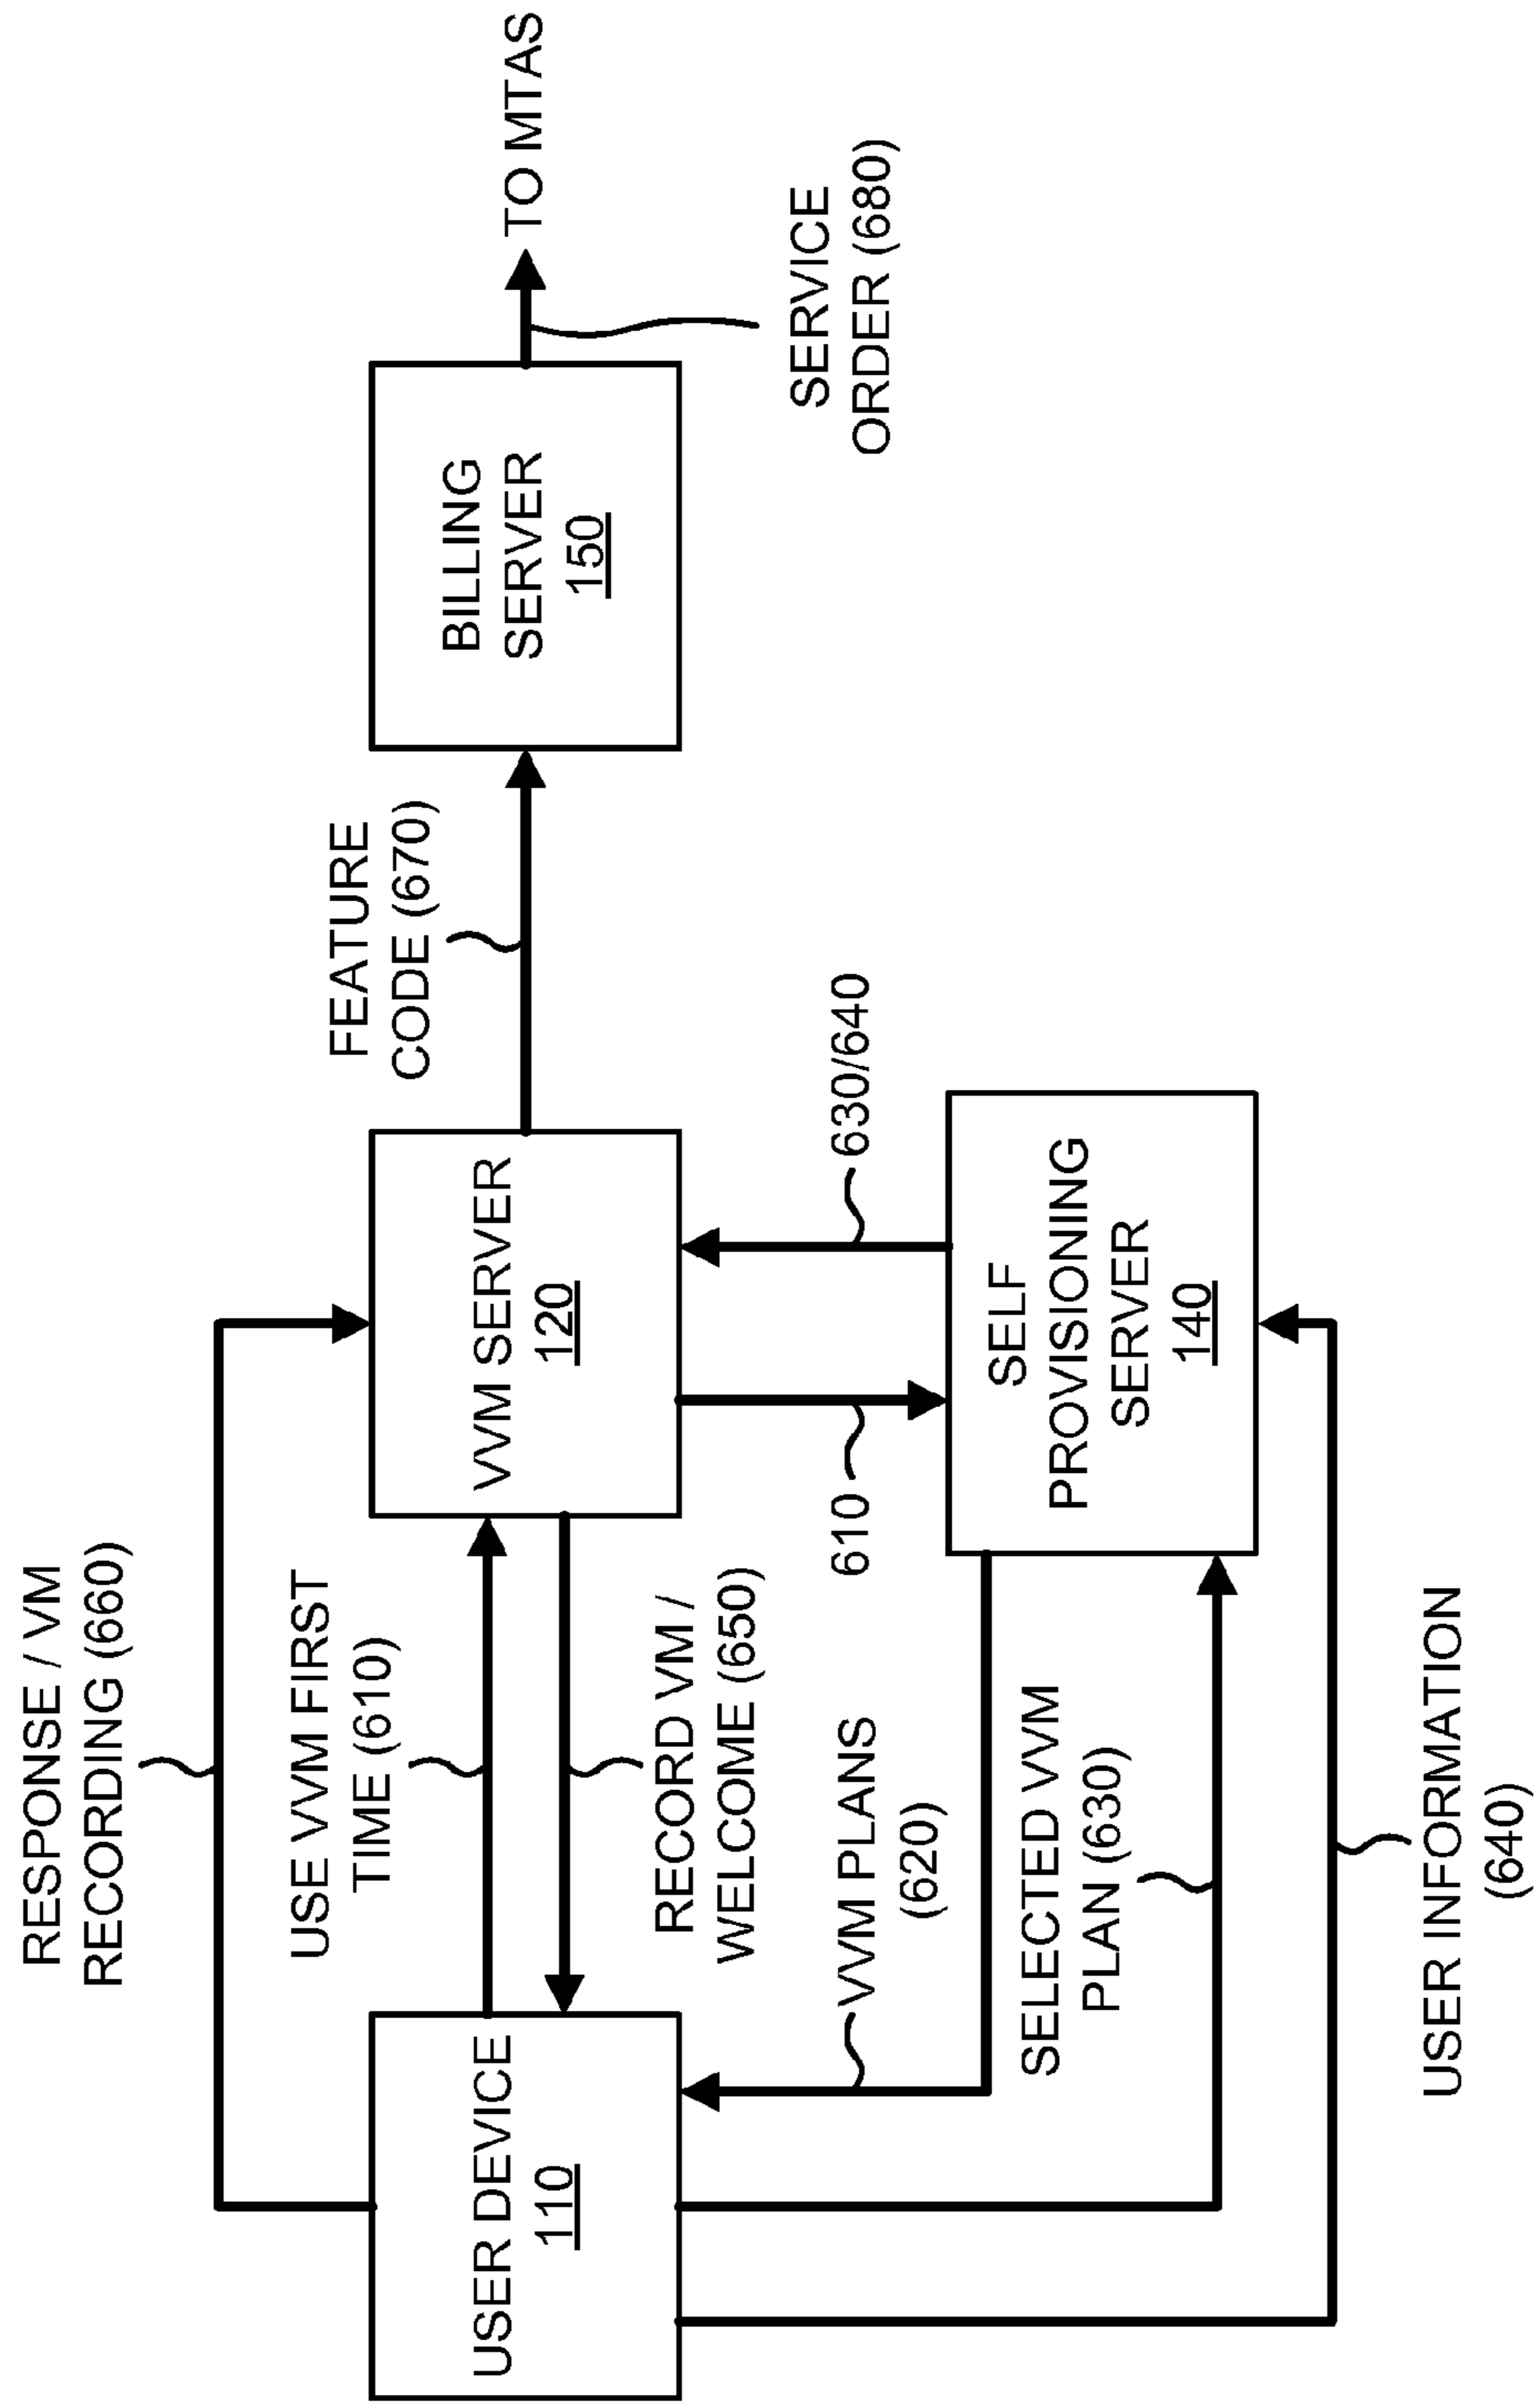 RESPONSE / VM
RECORDING (660)
USE VVM FIRST
TIME (610)
FEATURE
CODE (670)
TO MTAS
USER DEVICE
110
VVM SERVER
120
BILLING
SERVER
150
RECORD VM /
WELCOME (650)
SERVICE
ORDER (680)
VVM PLANS
(620)
610
630/640
SELECTED VVM
PLAN (630)
SELF
PROVISIONING
SERVER
140
USER INFORMATION
(640)